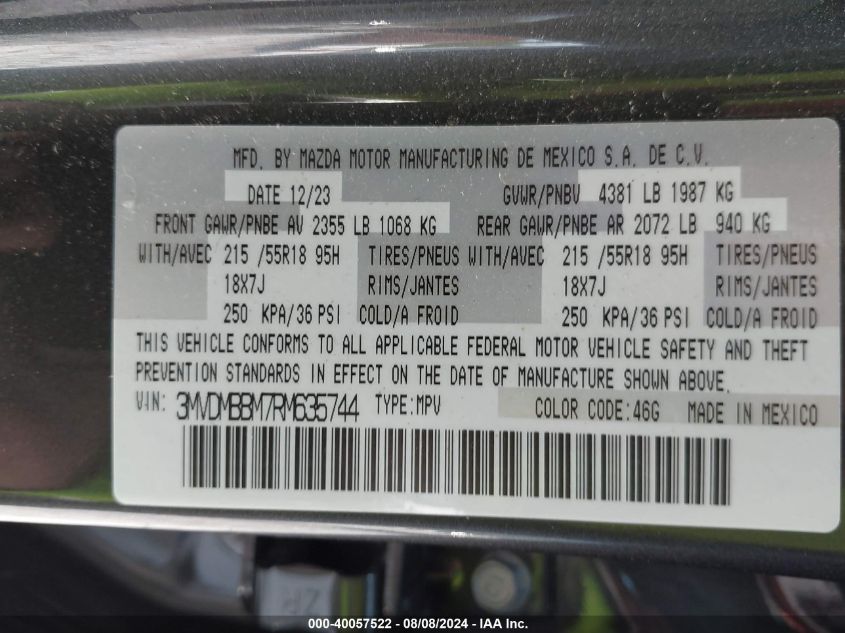 MFD. BY MAZDA MOTOR MANUFACTURING DE MEXICO S.A. DE C.V.
DATE 12/23 GVWR/PNBV 4381 LB 1987 KG
FRONT GAWR/PNBE AV 2355 LB 1068 KG REAR GAWR/PNBE AR 2072 LB 940 KG
WITH/AVEC 215 /55R18 95H TIRES/PNEUS WITH/AVEC 215 /55R18 95H TIRES/PNEUS
18X7J RIMS/JANTES 18X7J RIMS/JANTES
250 KPA/36 PSI COLD/A FROID 250 KPA/36 PSI COLD/A FROID
THIS VEHICLE CONFORMS TO ALL APPLICABLE FEDERAL MOTOR VEHICLE SAFETY AND THEFT
PREVENTION STANDARDS IN EFFECT ON THE DATE OF MANUFACTURE SHOWN ABOVE.
VIN: 3MVDMBBM7RM635744 TYPE:MPV COLOR CODE:46G MADE IN MEXICO
000-40057522 - 08/08/2024 - IAA Inc.